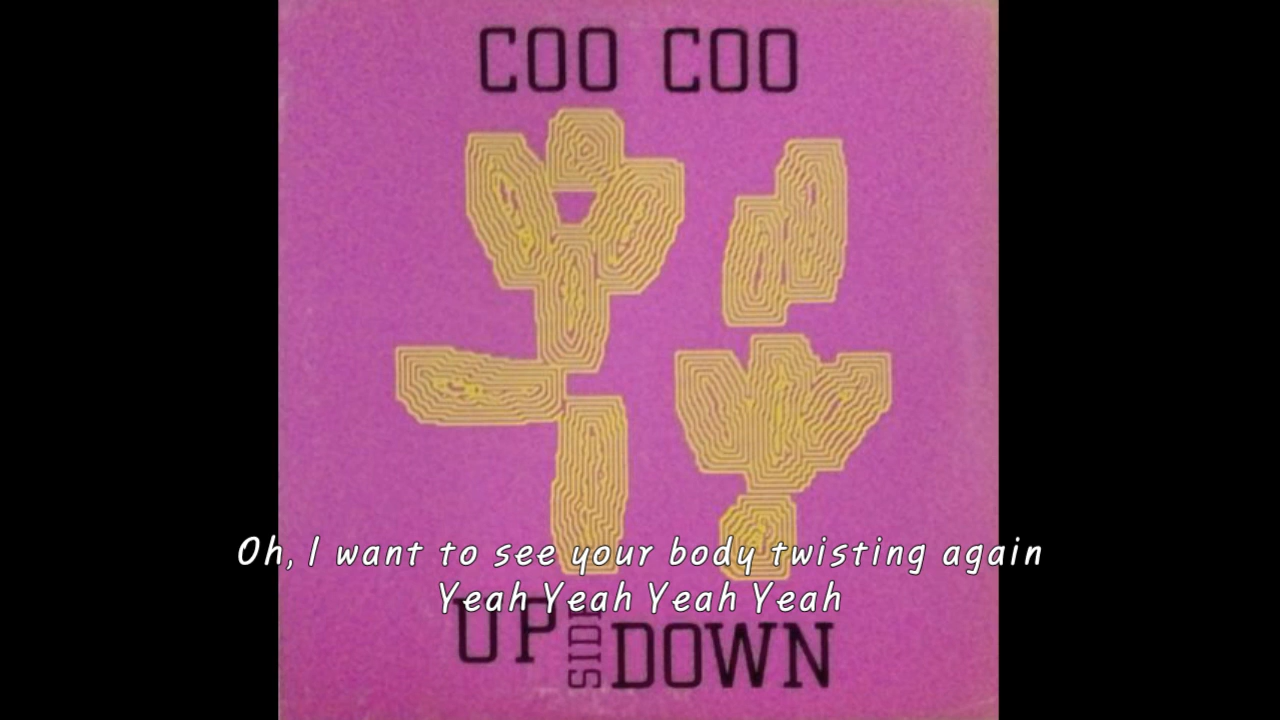 COO COO
Oh, I want to see your body twisting again
Yeah Yeah Yeah Yeah
UP SIDE DOWN